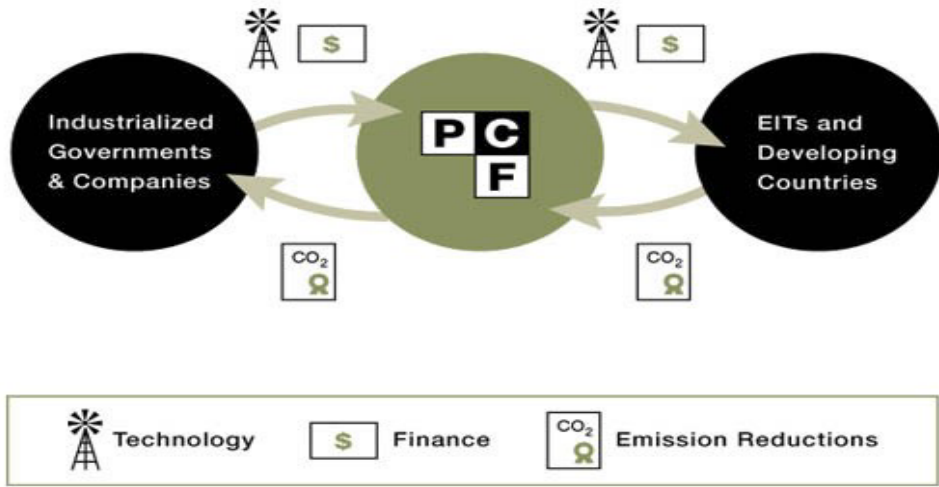 $
$
Industrialized
Governments
& Companies
P C
F
EITs and
Developing
Countries
CO₂
CO₂
Technology
$ Finance
CO₂ Emission Reductions